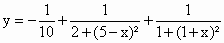 y = −1/10 + 1/(2+(5−x)²) + 1/(1+(1+x)²)